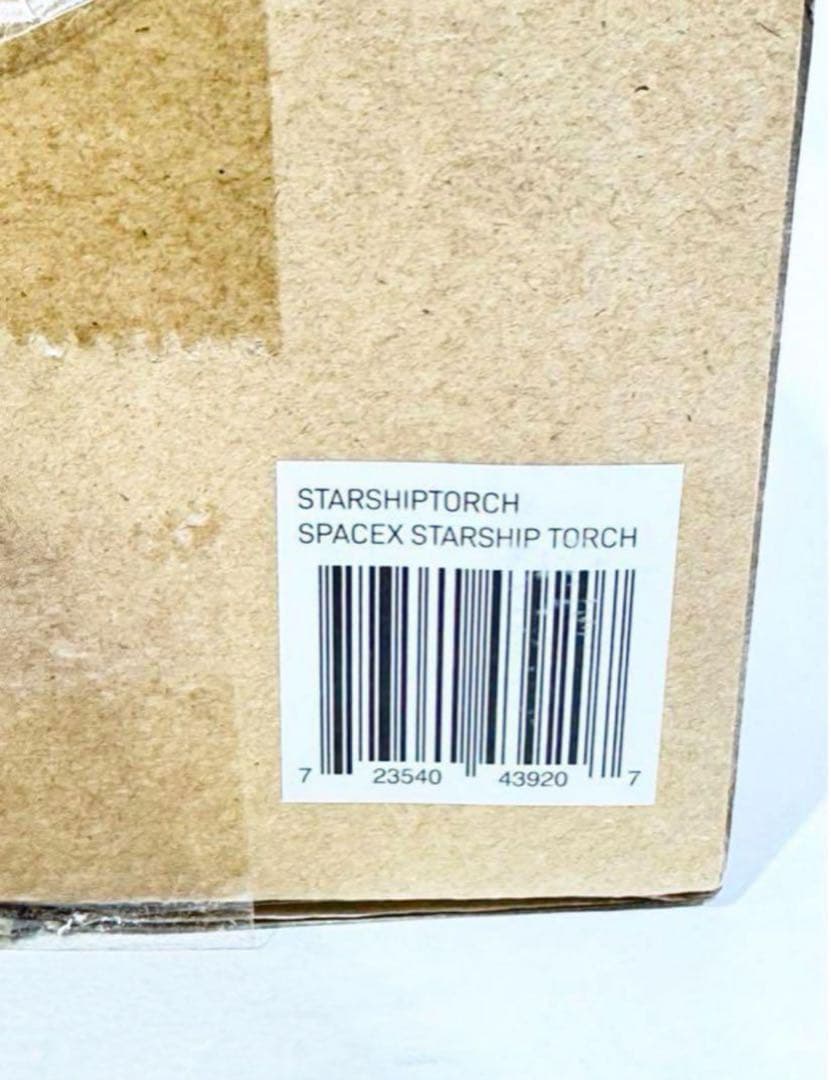 STARSHIPTORCH
SPACEX STARSHIP TORCH
7 23540 43920 7